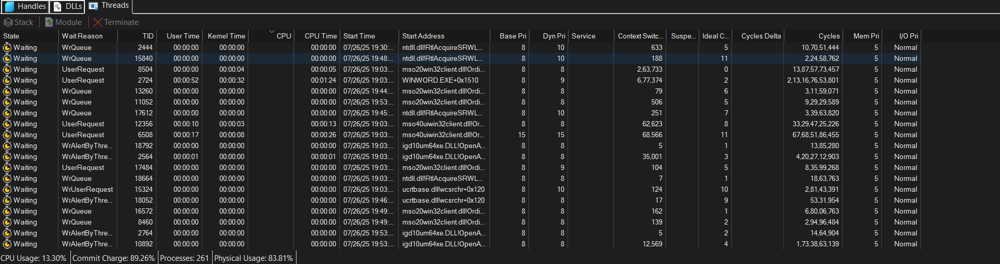 Handles DLLs Threads
Stack Module Terminate
State Wait Reason TID User Time Kernel Time CPU CPU Time Start Time Start Address Base Pri Dyn Pri Service Context Switc... Suspe... Ideal C... Cycles Delta Cycles Mem Pri I/O Pri
Waiting WrQueue 2444 00:00:00 00:00:00 00:00:00 07/26/25 19:30:... ntdll.dll!RtlAcquireSRWL... 8 10 633 5 10,70,51,444 5 Normal
Waiting WrQueue 15840 00:00:00 00:00:00 00:00:00 07/26/25 19:48:... ntdll.dll!RtlAcquireSRWL... 8 10 188 11 2,24,58,762 5 Normal
Waiting UserRequest 8504 00:00:00 00:00:04 00:00:05 07/26/25 19:03:... mso20win32client.dll!Ordi... 8 8 2,63,733 0 13,87,57,73,457 5 Normal
Waiting UserRequest 2724 00:00:52 00:00:32 00:01:24 07/26/25 19:03:... WINWORD.EXE+0x1510 8 9 6,77,374 2 2,13,16,76,53,801 5 Normal
Waiting WrQueue 13260 00:00:00 00:00:00 00:00:00 07/26/25 19:44:... mso20win32client.dll!Ordi... 8 8 79 6 3,11,59,071 5 Normal
Waiting WrQueue 11052 00:00:00 00:00:00 00:00:00 07/26/25 19:53:... mso20win32client.dll!Ordi... 8 8 506 5 9,29,29,589 5 Normal
Waiting WrQueue 17612 00:00:00 00:00:00 00:00:00 07/26/25 19:45:... ntdll.dll!RtlAcquireSRWL... 8 10 251 7 3,39,63,820 5 Normal
Waiting UserRequest 12356 00:00:10 00:00:03 00:00:13 07/26/25 19:03:... mso40uiwin32client.dll!Or... 8 8 62,623 8 33,29,47,25,226 5 Normal
Waiting UserRequest 6508 00:00:17 00:00:08 00:00:26 07/26/25 19:03:... mso40uiwin32client.dll!Or... 15 15 68,566 11 67,68,51,86,455 5 Normal
Waiting WrAlertByThre... 18792 00:00:00 00:00:00 00:00:00 07/26/25 19:03:... igd10um64xe.DLL!OpenA... 8 8 5 1 13,85,280 5 Normal
Waiting WrAlertByThre... 2564 00:00:01 00:00:00 00:00:01 07/26/25 19:03:... igd10um64xe.DLL!OpenA... 8 8 35,001 3 4,20,27,12,903 5 Normal
Waiting UserRequest 17484 00:00:00 00:00:00 00:00:00 07/26/25 19:03:... mso20win32client.dll!Ordi... 8 9 104 5 8,35,99,268 5 Normal
Waiting WrQueue 18664 00:00:00 00:00:00 00:00:00 07/26/25 19:03:... ntdll.dll!RtlAcquireSRWL... 8 8 7 1 18,63,763 5 Normal
Waiting WrUserRequest 15324 00:00:00 00:00:00 00:00:00 07/26/25 19:03:... ucrtbase.dll!wcsrchr+0x120 8 10 124 10 2,81,43,391 5 Normal
Waiting WrAlertByThre... 18052 00:00:00 00:00:00 00:00:00 07/26/25 19:46:... ucrtbase.dll!wcsrchr+0x120 8 8 17 9 53,31,954 5 Normal
Waiting WrQueue 16572 00:00:00 00:00:00 00:00:00 07/26/25 19:49:... mso20win32client.dll!Ordi... 8 8 162 1 6,80,06,763 5 Normal
Waiting WrQueue 8460 00:00:00 00:00:00 00:00:00 07/26/25 19:49:... mso20win32client.dll!Ordi... 8 8 139 2 2,94,96,484 5 Normal
Waiting WrAlertByThre... 2764 00:00:00 00:00:00 00:00:00 07/26/25 19:53:... igd10um64xe.DLL!OpenA... 8 8 5 2 14,64,904 5 Normal
Waiting WrAlertByThre... 10892 00:00:00 00:00:00 00:00:00 07/26/25 19:53:... igd10um64xe.DLL!OpenA... 8 8 12,569 4 1,73,38,63,139 5 Normal
CPU Usage: 13.30% Commit Charge: 89.26% Processes: 261 Physical Usage: 83.81%